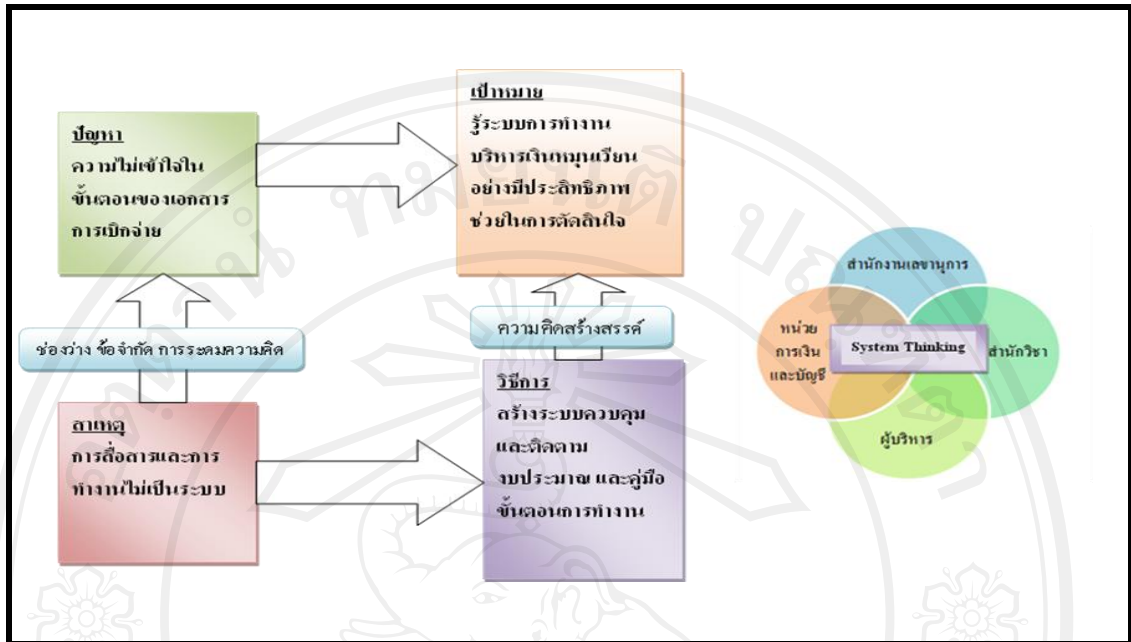 ปัญหา
ความไม่เข้าใจใน
ขั้นตอนของเอกสาร
การเบิกจ่าย
เป้าหมาย
รู้ระบบการทำงาน
บริหารเงินหมุนเวียน
อย่างมีประสิทธิภาพ
ช่วยในการตัดสินใจ
ช่องว่าง ข้อจำกัด การระดมความคิด
ความคิดสร้างสรรค์
สาเหตุ
การสื่อสารและการ
ทำงานไม่เป็นระบบ
วิธีการ
สร้างระบบควบคุม
และติดตาม
งบประมาณ และคู่มือ
ขั้นตอนการทำงาน
สำนักงานเลขานุการ
หน่วย
การเงิน
และบัญชี
System Thinking
สำนักวิชา
ผู้บริหาร